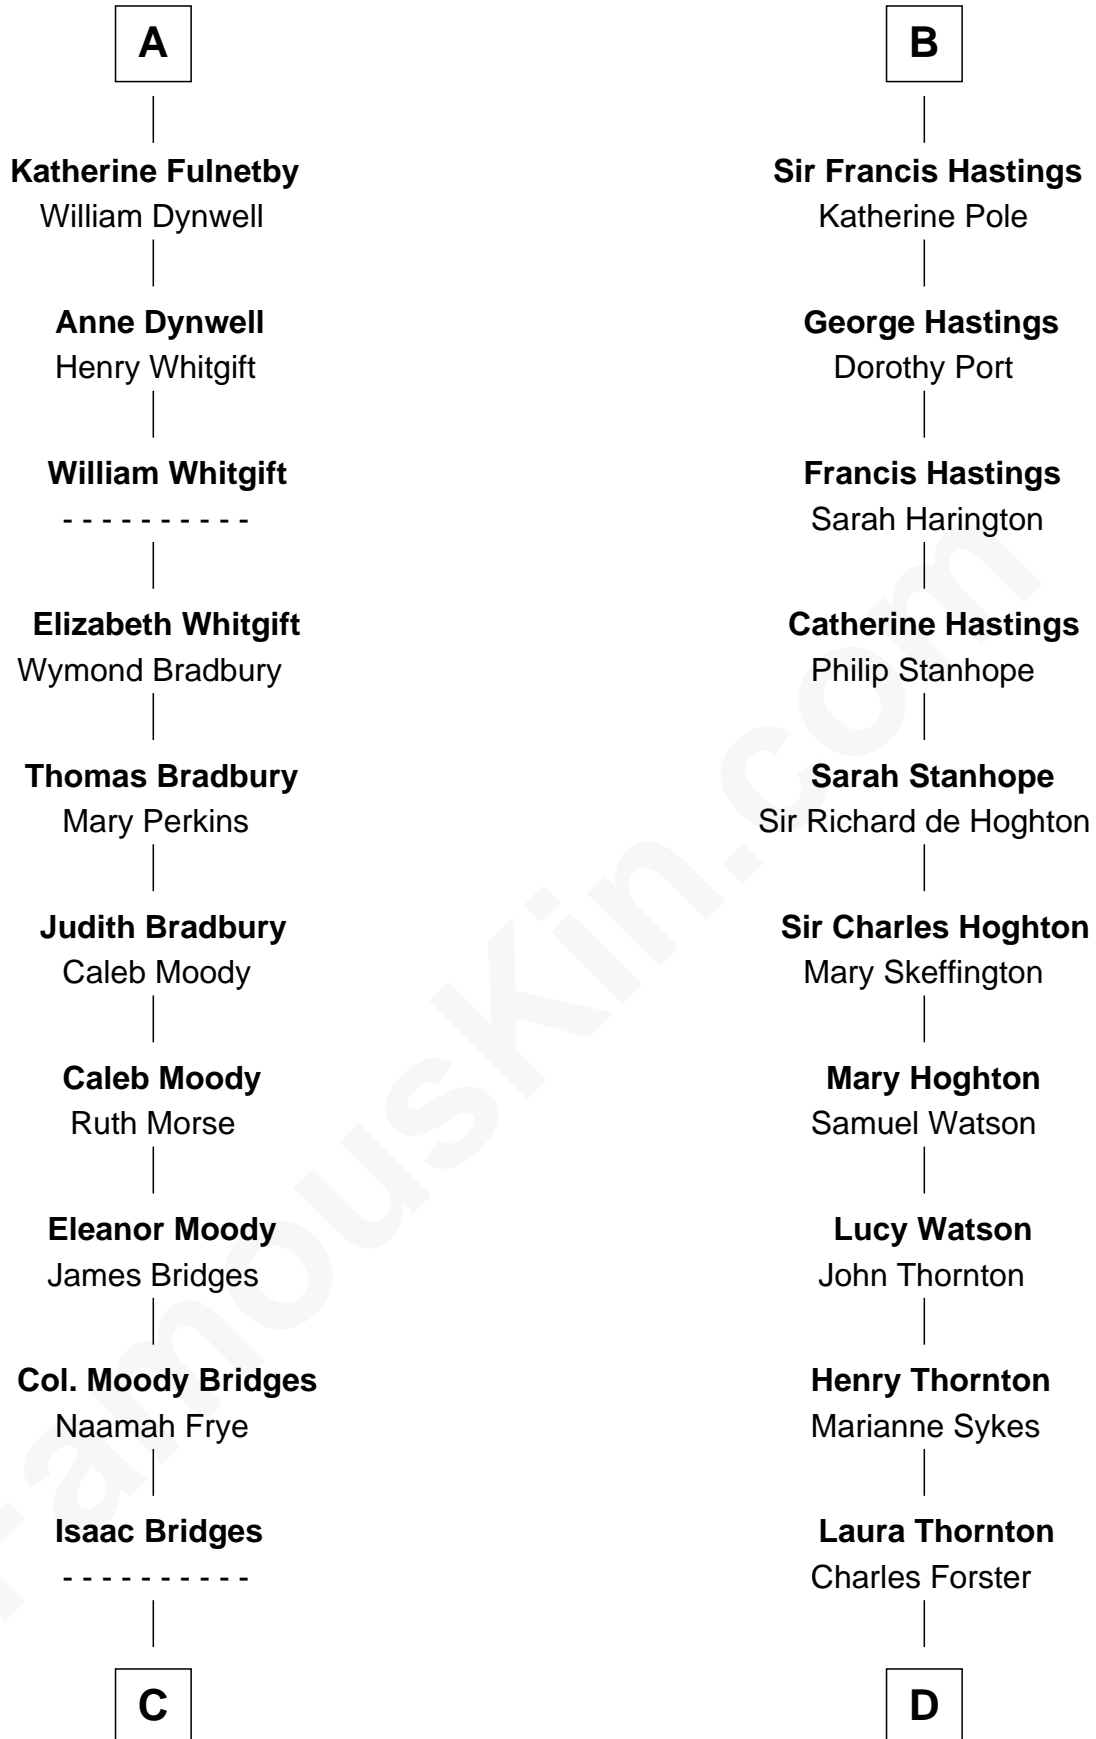 A
Katherine Fulnetby
William Dynwell
Anne Dynwell
Henry Whitgift
William Whitgift
- - - - - - - - - -
Elizabeth Whitgift
Wymond Bradbury
Thomas Bradbury
Mary Perkins
Judith Bradbury
Caleb Moody
Caleb Moody
Ruth Morse
Eleanor Moody
James Bridges
Col. Moody Bridges
Naamah Frye
Isaac Bridges
- - - - - - - - - -
C
B
Sir Francis Hastings
Katherine Pole
George Hastings
Dorothy Port
Francis Hastings
Sarah Harington
Catherine Hastings
Philip Stanhope
Sarah Stanhope
Sir Richard de Hoghton
Sir Charles Hoghton
Mary Skeffington
Mary Hoghton
Samuel Watson
Lucy Watson
John Thornton
Henry Thornton
Marianne Sykes
Laura Thornton
Charles Forster
D
FamousKin.com